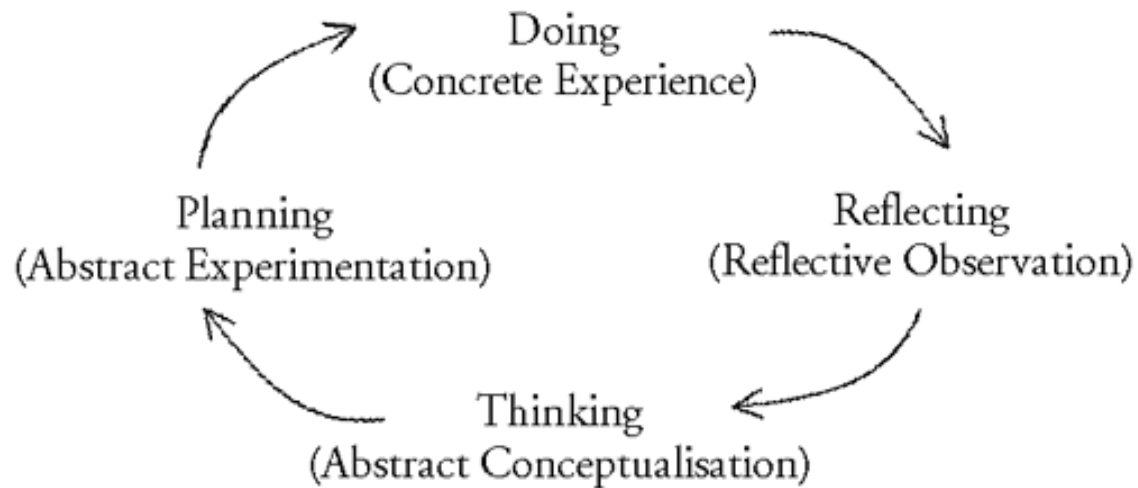 Doing
(Concrete Experience)
Planning
(Abstract Experimentation)
Reflecting
(Reflective Observation)
Thinking
(Abstract Conceptualisation)